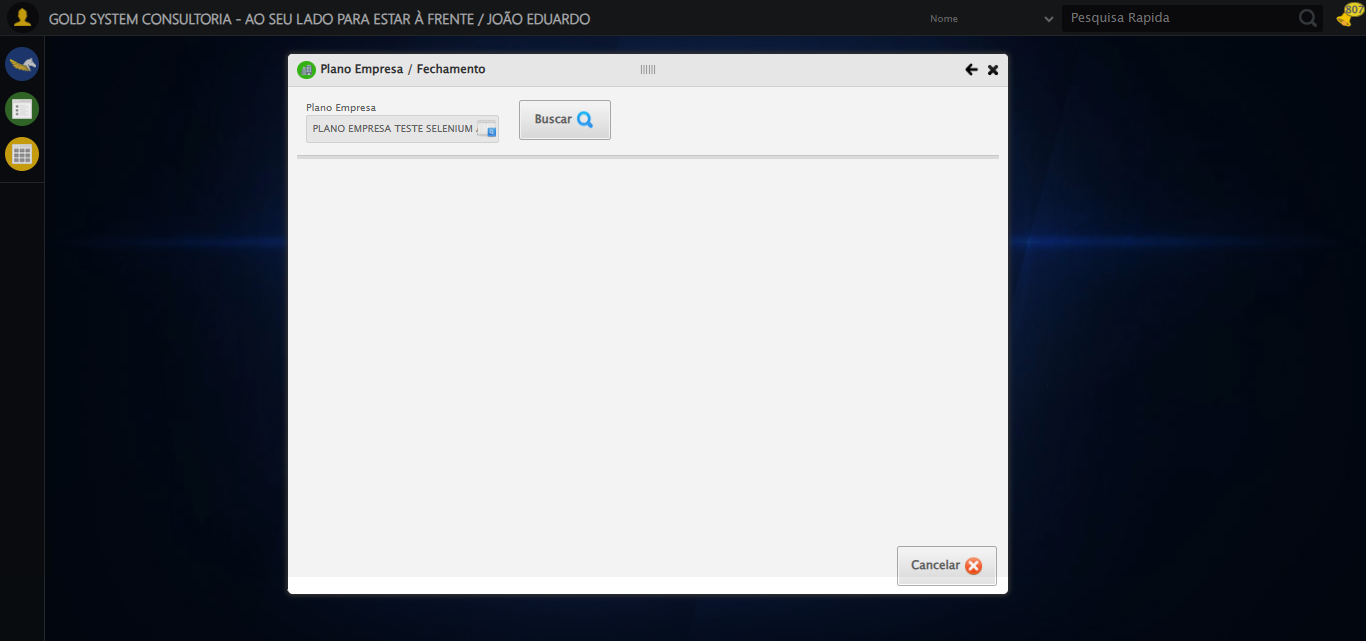 GOLD SYSTEM CONSULTORIA - AO SEU LADO PARA ESTAR À FRENTE / JOÃO EDUARDO
Nome
Pesquisa Rapida
807
Plano Empresa / Fechamento
Plano Empresa
PLANO EMPRESA TESTE SELENIUM
Buscar
Cancelar